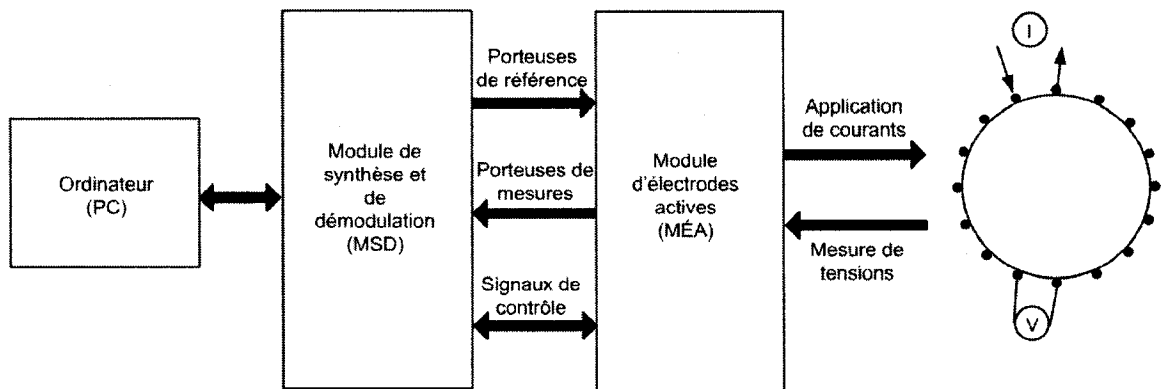 Ordinateur
(PC)
Module de
synthèse et
de
démodulation
(MSD)
Porteuses
de référence
Porteuses de
mesures
Signaux de
contrôle
Module
d'électrodes
actives
(MÉA)
Application
de courants
Mesure de
tensions
I
V